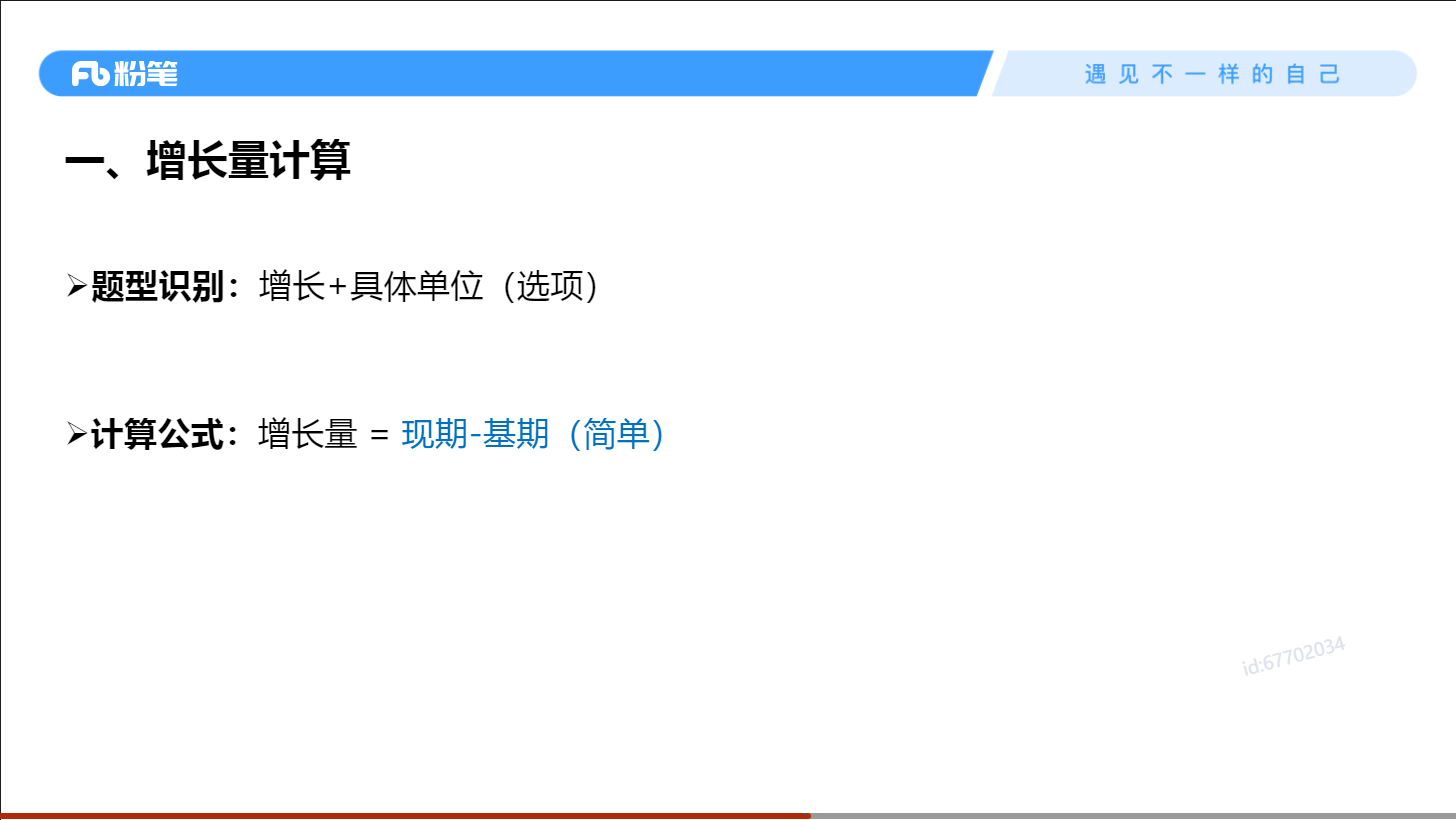 粉笔
遇见不一样的自己
一、增长量计算
➢题型识别：增长+具体单位（选项）
➢计算公式：增长量 = 现期-基期（简单）
id:67702034